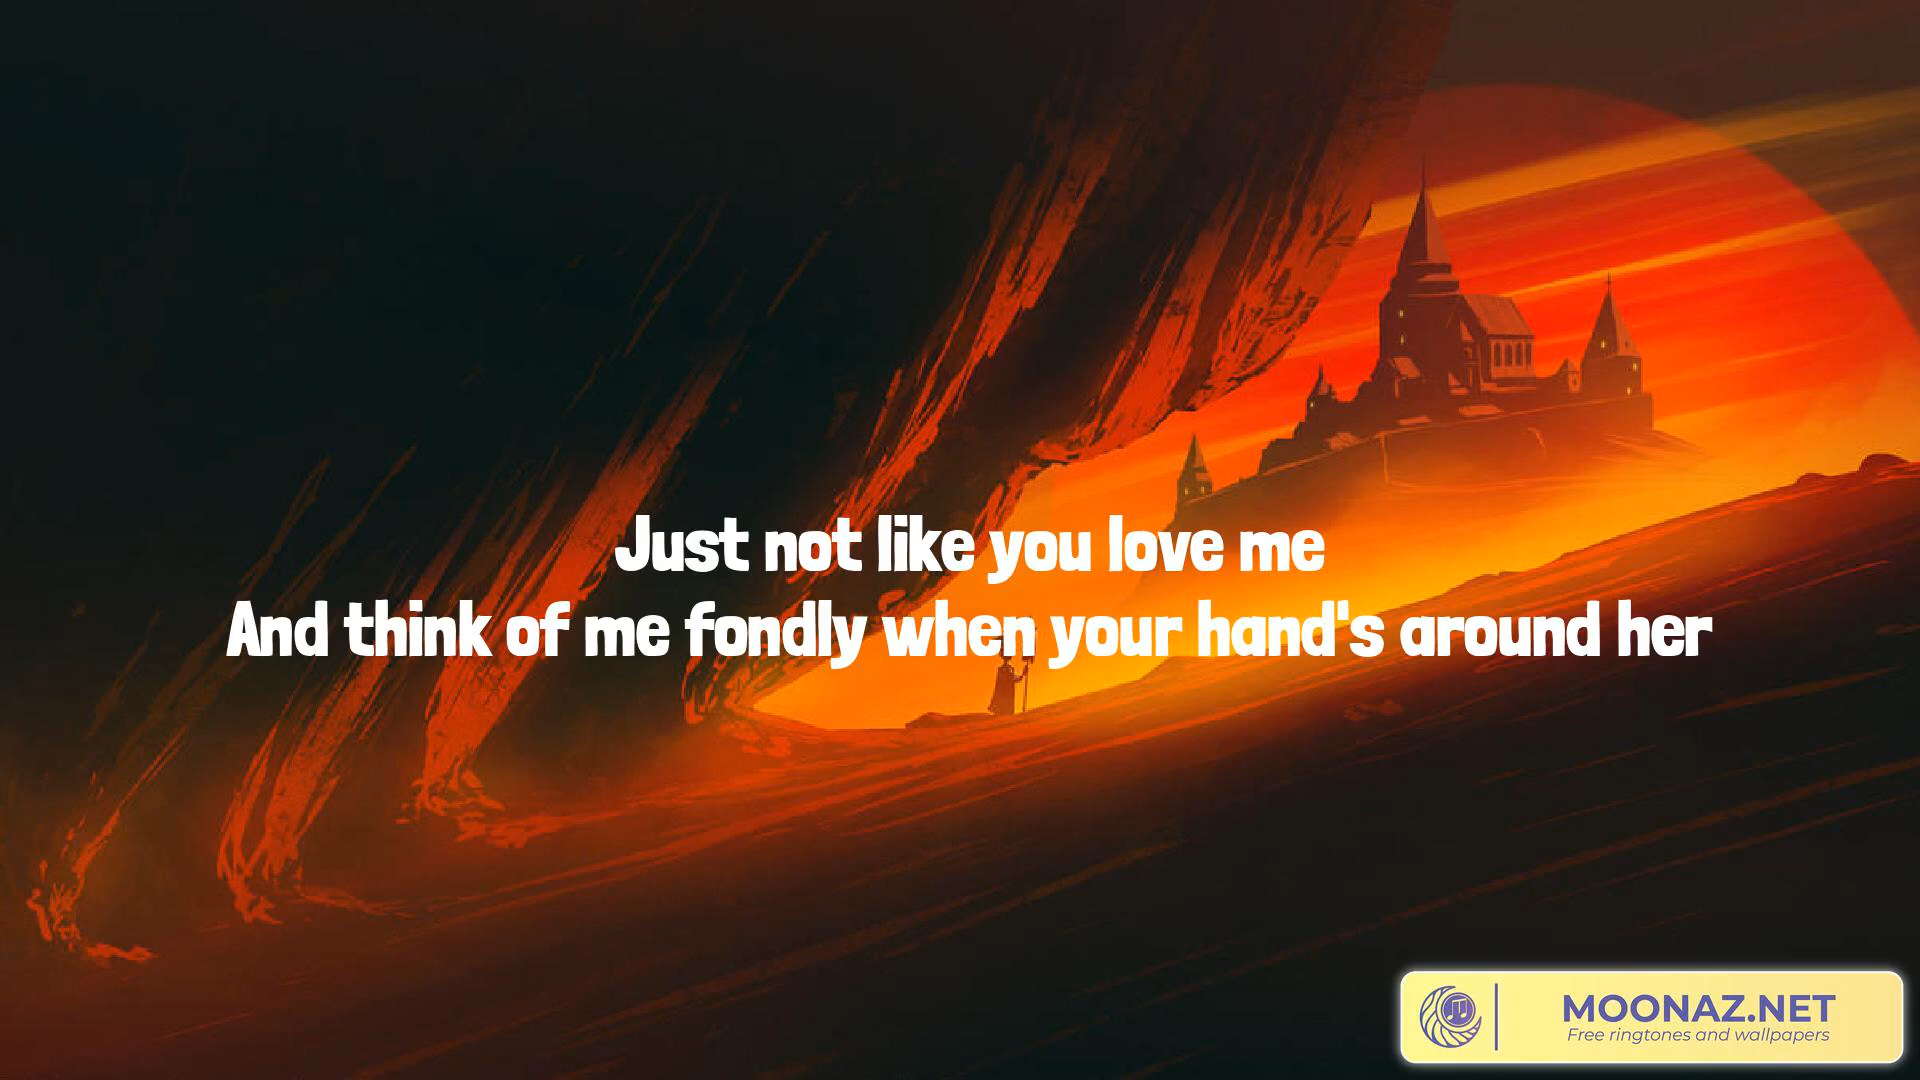 Just not like you love me
And think of me fondly when your hand's around her
MOONAZ.NET
Free ringtones and wallpapers